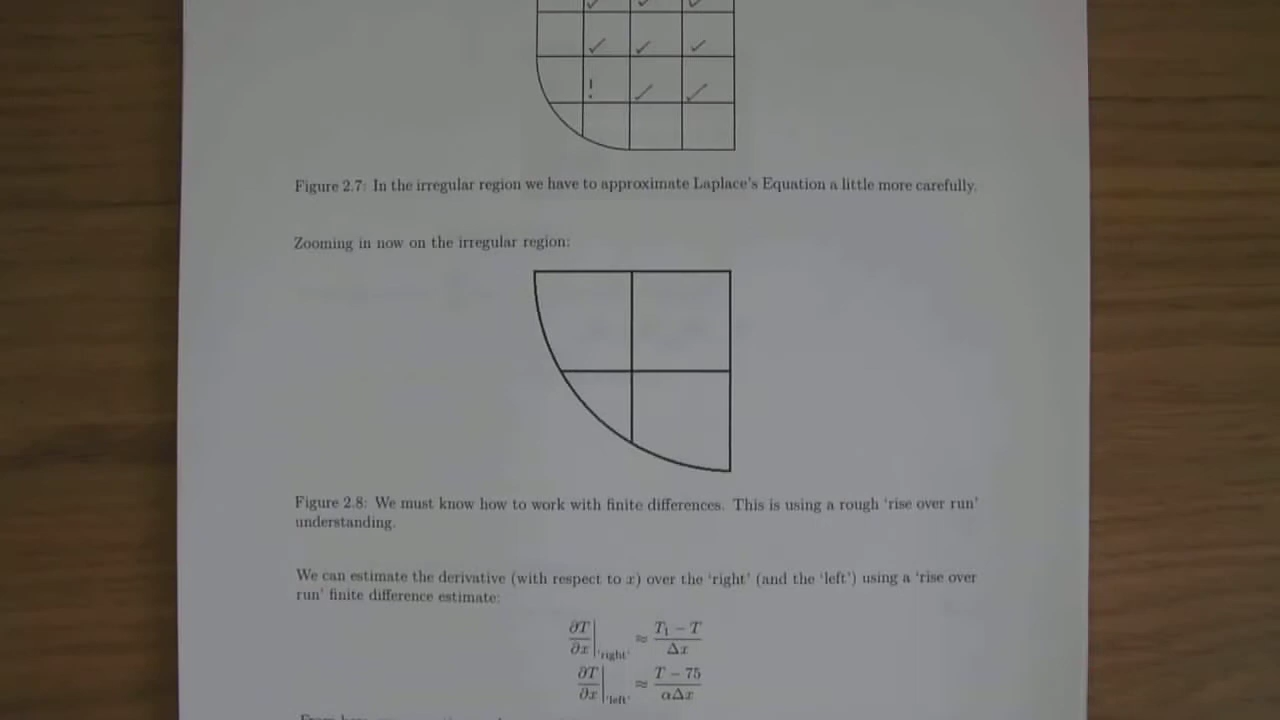 !
Figure 2.7: In the irregular region we have to approximate Laplace's Equation a little more carefully.
Zooming in now on the irregular region:
Figure 2.8: We must know how to work with finite differences. This is using a rough 'rise over run'
understanding.
We can estimate the derivative (with respect to x) over the 'right' (and the 'left') using a 'rise over
run' finite difference estimate:
∂T/∂x|'right' ≈ (T₁ − T)/Δx
∂T/∂x|'left' ≈ (T − 75)/(αΔx)